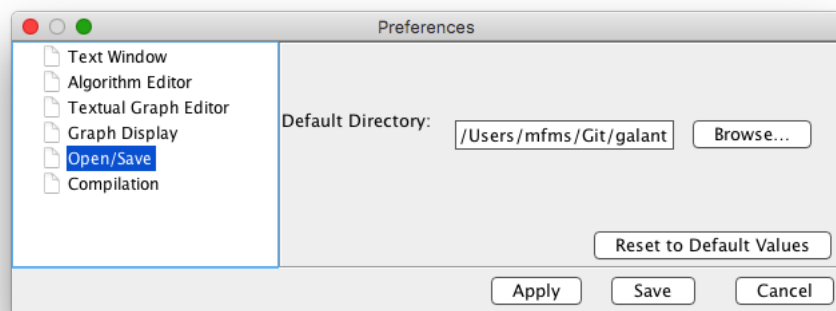 Preferences
Text Window
Algorithm Editor
Textual Graph Editor
Graph Display
Open/Save
Compilation
Default Directory:
/Users/mfms/Git/galant
Browse...
Reset to Default Values
Apply
Save
Cancel